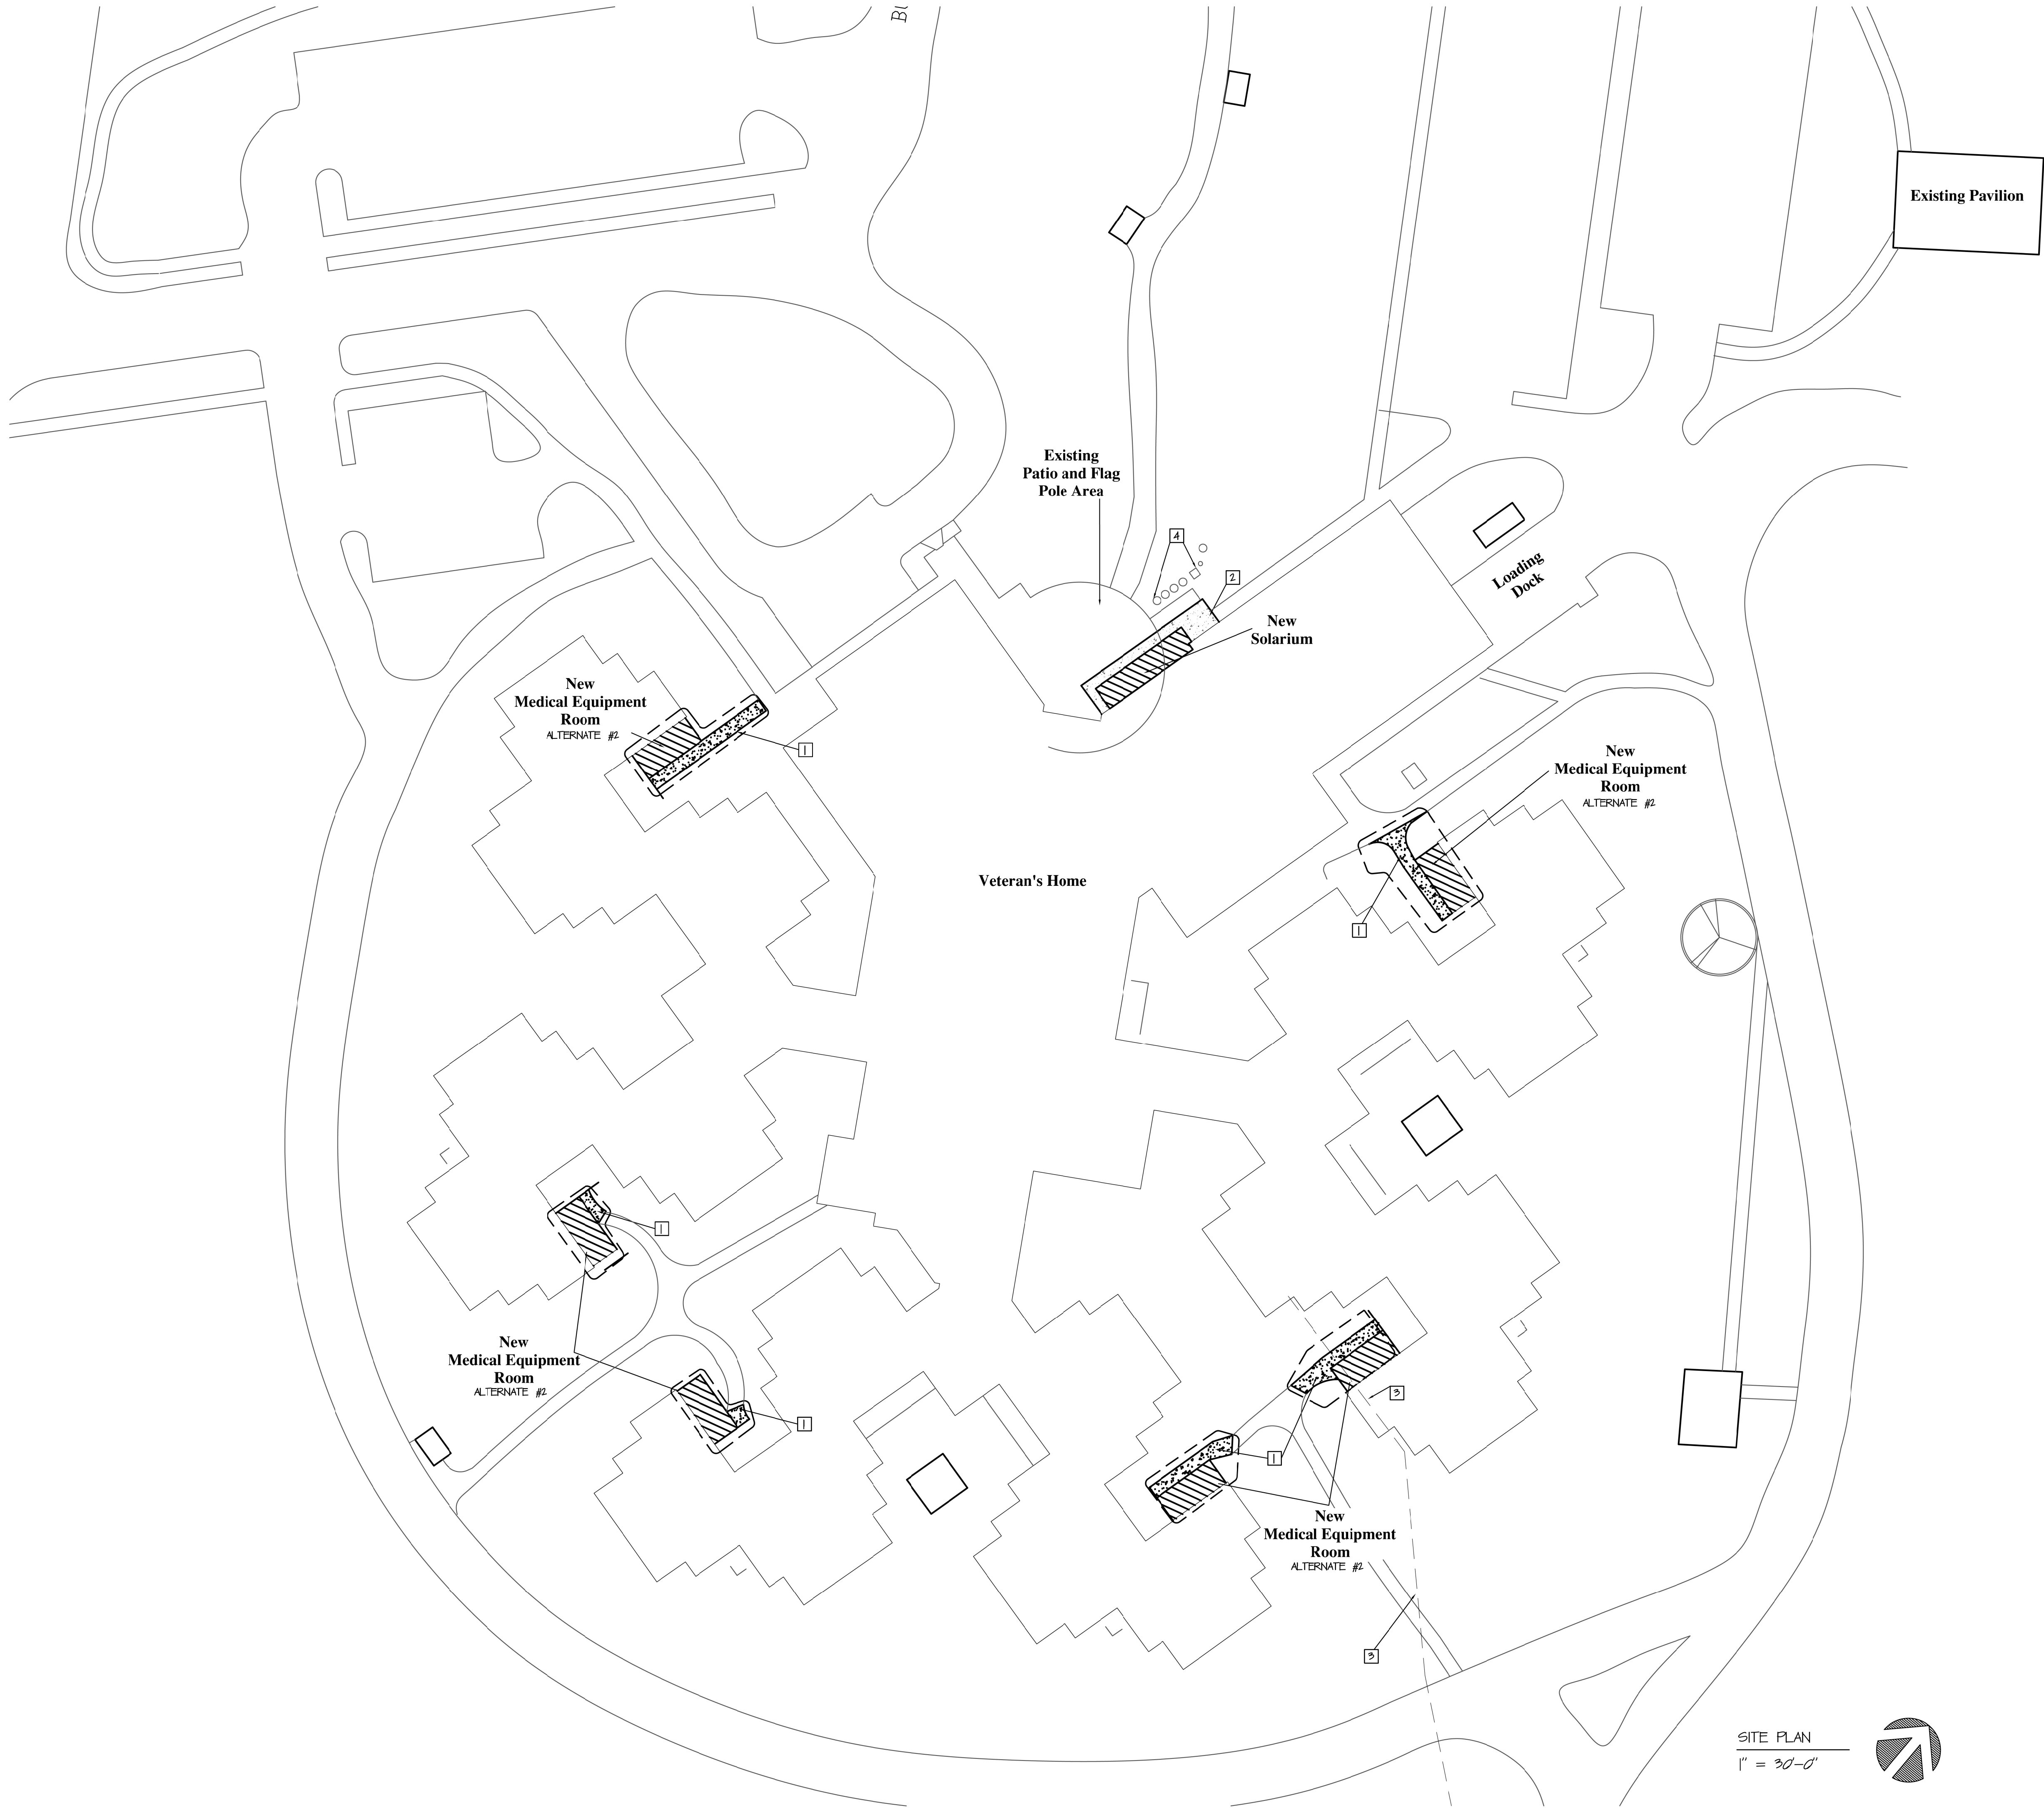 Existing Pavilion
Existing
Patio and Flag
Pole Area
4
2
New
Solarium
Loading
Dock
New
Medical Equipment
Room
ALTERNATE #2
1
New
Medical Equipment
Room
ALTERNATE #2
1
Veteran's Home
1
New
Medical Equipment
Room
ALTERNATE #2
1
3
1
New
Medical Equipment
Room
ALTERNATE #2
3
SITE PLAN
1" = 30'-0"